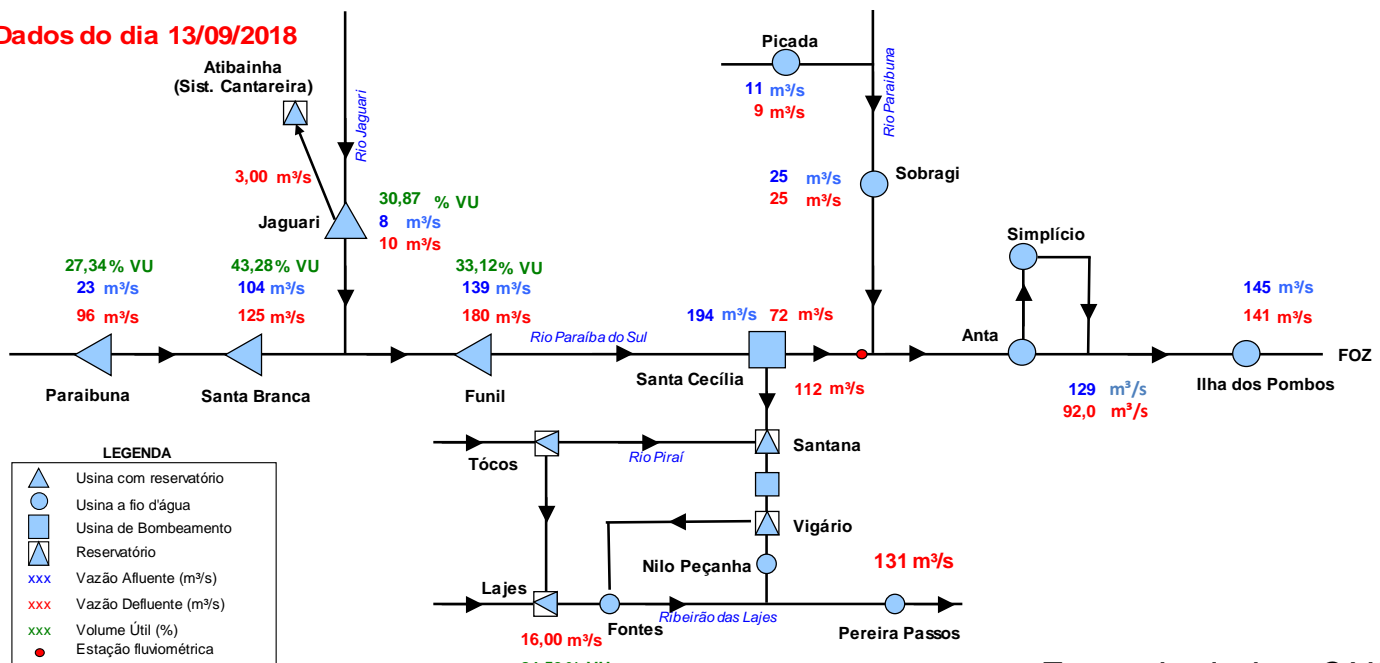 Dados do dia 13/09/2018
Atibainha
(Sist. Cantareira)
Rio Jaguari
3,00 m³/s
Jaguari
30,87 % VU
8 m³/s
10 m³/s
Picada
11 m³/s
9 m³/s
Rio Paraibuna
25 m³/s
25 m³/s
Sobragi
Simplício
27,34% VU
23 m³/s
96 m³/s
43,28% VU
104 m³/s
125 m³/s
33,12% VU
139 m³/s
180 m³/s
Rio Paraíba do Sul
194 m³/s 72 m³/s
145 m³/s
141 m³/s
Anta
FOZ
Paraibuna
Santa Branca
Funil
Santa Cecília
112 m³/s
129 m³/s
92,0 m³/s
Ilha dos Pombos
Tócos
Rio Piraí
Santana
Vigário
Nilo Peçanha
131 m³/s
Lajes
Fontes
Ribeirão das Lajes
Pereira Passos
16,00 m³/s
LEGENDA
Usina com reservatório
Usina a fio d'água
Usina de Bombeamento
Reservatório
xxx Vazão Afluente (m³/s)
xxx Vazão Defluente (m³/s)
xxx Volume Útil (%)
Estação fluviométrica